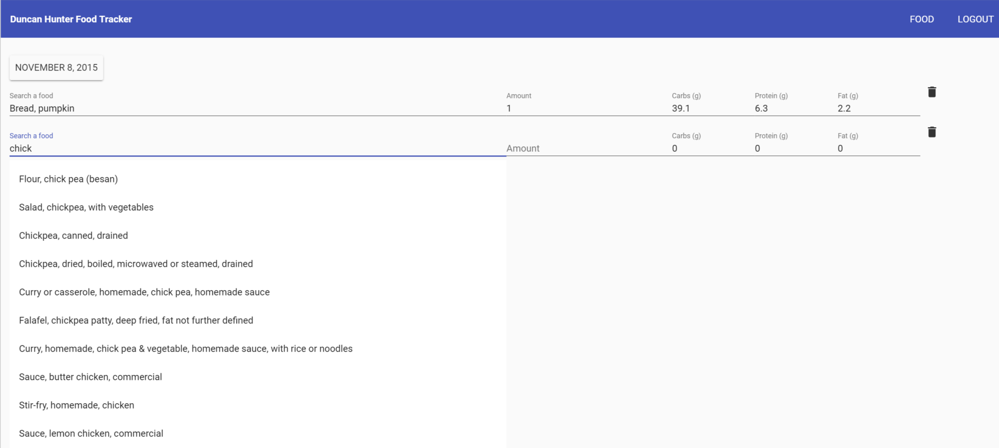 Duncan Hunter Food Tracker FOOD LOGOUT
NOVEMBER 8, 2015
Search a food Amount Carbs (g) Protein (g) Fat (g)
Bread, pumpkin 1 39.1 6.3 2.2
Search a food Carbs (g) Protein (g) Fat (g)
chick Amount 0 0 0
Flour, chick pea (besan)
Salad, chickpea, with vegetables
Chickpea, canned, drained
Chickpea, dried, boiled, microwaved or steamed, drained
Curry or casserole, homemade, chick pea, homemade sauce
Falafel, chickpea patty, deep fried, fat not further defined
Curry, homemade, chick pea & vegetable, homemade sauce, with rice or noodles
Sauce, butter chicken, commercial
Stir-fry, homemade, chicken
Sauce, lemon chicken, commercial